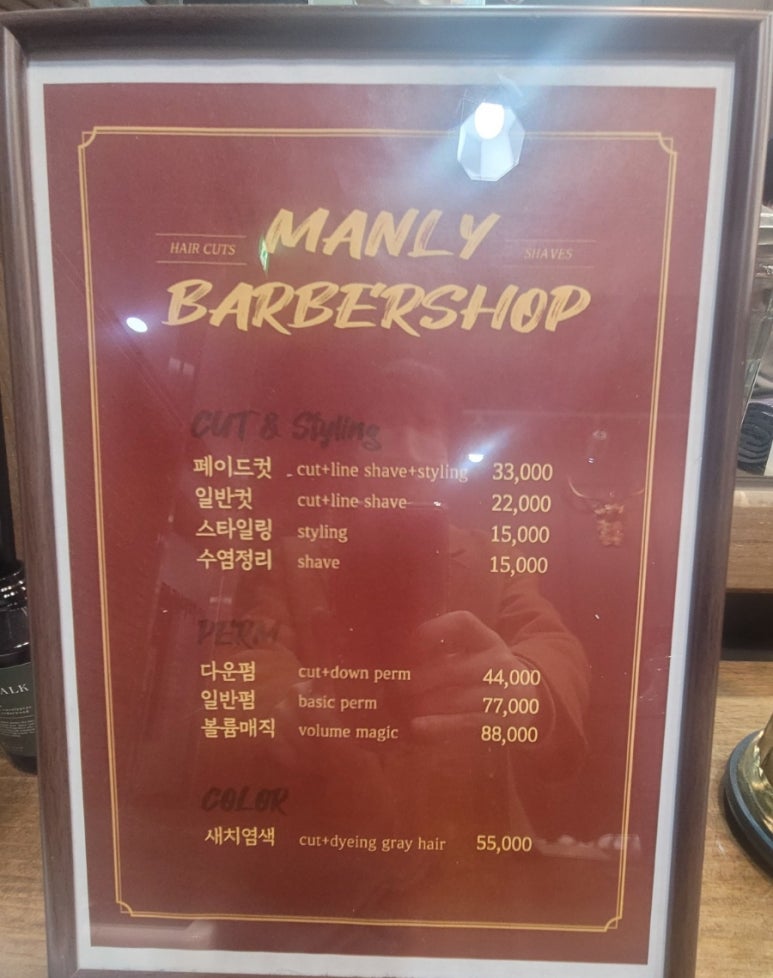 HAIR CUTS MANLY SHAVES
BARBERSHOP
CUT & Styling
페이드컷 cut+line shave+styling 33,000
일반컷 cut+line shave 22,000
스타일링 styling 15,000
수염정리 shave 15,000
PERM
다운펌 cut+down perm 44,000
일반펌 basic perm 77,000
볼륨매직 volume magic 88,000
COLOR
새치염색 cut+dyeing gray hair 55,000
ALK